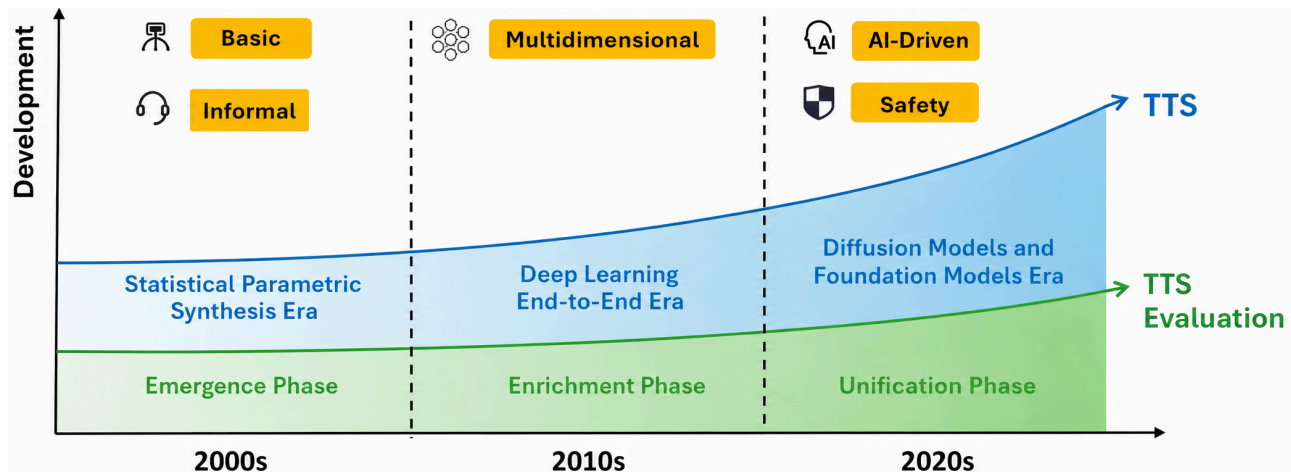 Development
Basic
Informal
Multidimensional
AI
AI-Driven
Safety
TTS
Statistical Parametric
Synthesis Era
Deep Learning
End-to-End Era
Diffusion Models and
Foundation Models Era
TTS
Evaluation
Emergence Phase
Enrichment Phase
Unification Phase
2000s
2010s
2020s